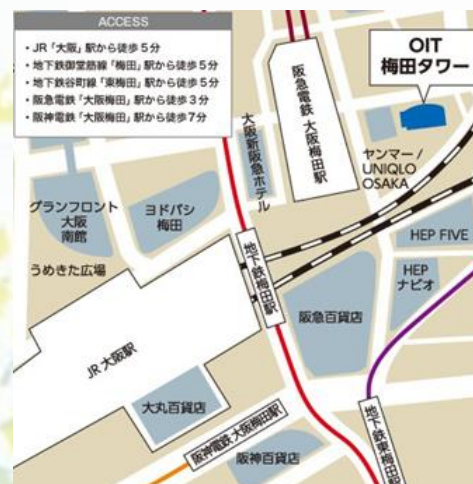 ACCESS
・JR「大阪」駅から徒歩5分
・地下鉄御堂筋線「梅田」駅から徒歩5分
・地下鉄谷町線「東梅田」駅から徒歩5分
・阪急電鉄「大阪梅田」駅から徒歩3分
・阪神電鉄「大阪梅田」駅から徒歩7分
OIT
梅田タワー
阪急電鉄 大阪梅田駅
大阪新阪急ホテル
ヤンマー/
UNIQLO
OSAKA
グランフロント
大阪
南館
ヨドバシ
梅田
うめきた広場
地下鉄梅田駅
HEP FIVE
HEP
ナビオ
阪急百貨店
JR 大阪駅
大丸百貨店
阪神電鉄 大阪梅田駅
阪神百貨店
地下鉄東梅田駅